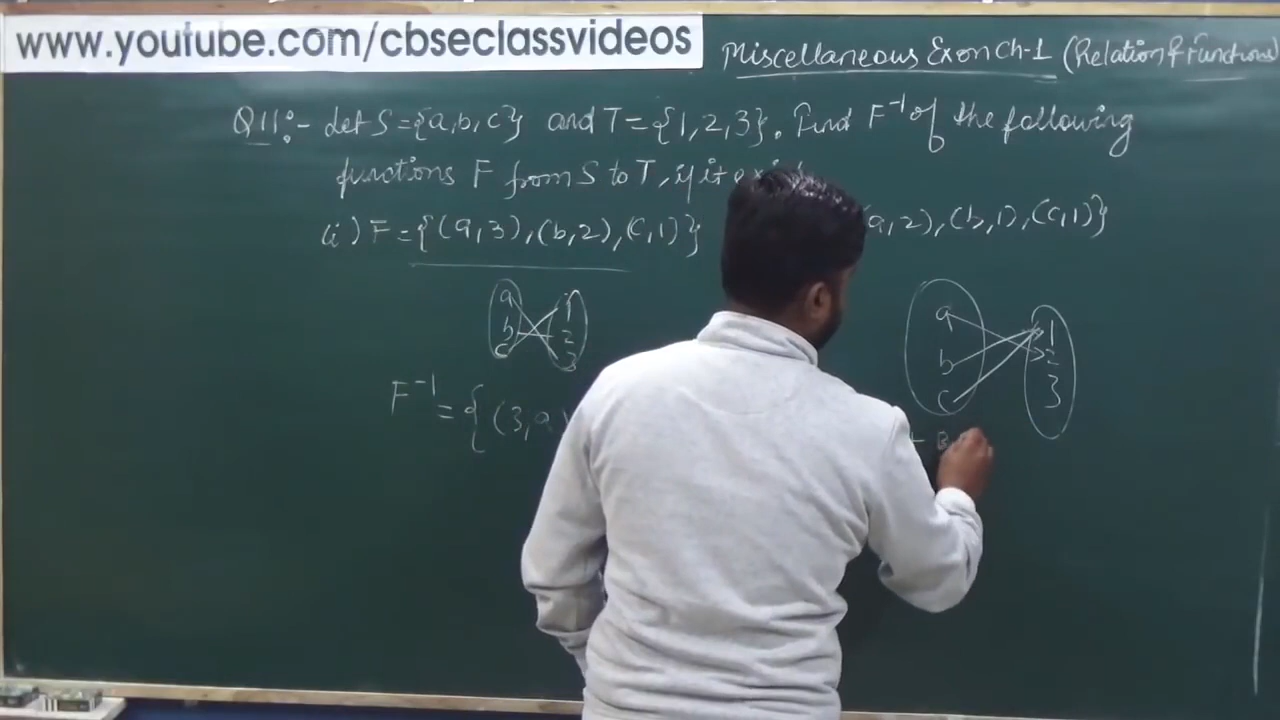 www.youtube.com/cbseclassvideos
Miscellaneous Ex on Ch-1 (Relation & Functions)
Q11:- Let S={a,b,c} and T={1,2,3}. Find F⁻¹ of the following
functions F from S to T, if it
(i) F={(a,3),(b,2),(c,1)}
(a,2),(b,1),(c,1)}
a 1
b 2
c 3
a 1
b 2
c 3
F⁻¹={(3,a)